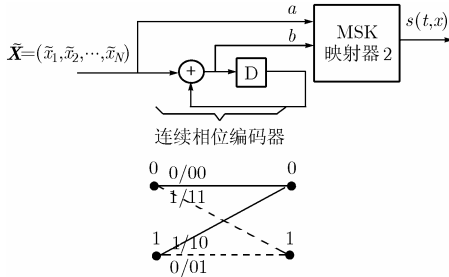 a
MSK
映射器 2
s(t,x)
b
X̃=(x̃₁,x̃₂,⋯,x̃_N)
+
D
连续相位编码器
0
0/00
0
1/11
1
1/10
1
0/01